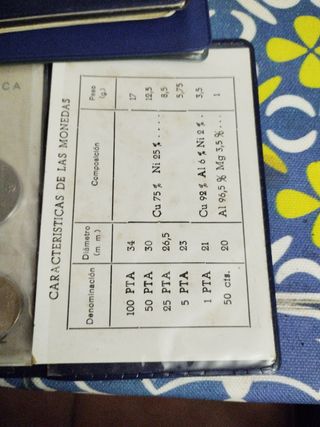 CA
CARACTERISTICAS DE LAS MONEDAS
Denominación Diámetro (m m.) Composición Peso (g.)
100 PTA 34 17
50 PTA 30 12,5
25 PTA 26,5 Cu 75 % Ni 25 % ..... 8,5
5 PTA 23 5,75
1 PTA 21 Cu 92 % Al 6 % Ni 2 % . 3,5
50 cts. 20 Al 96,5 % Mg 3,5 % ... 1